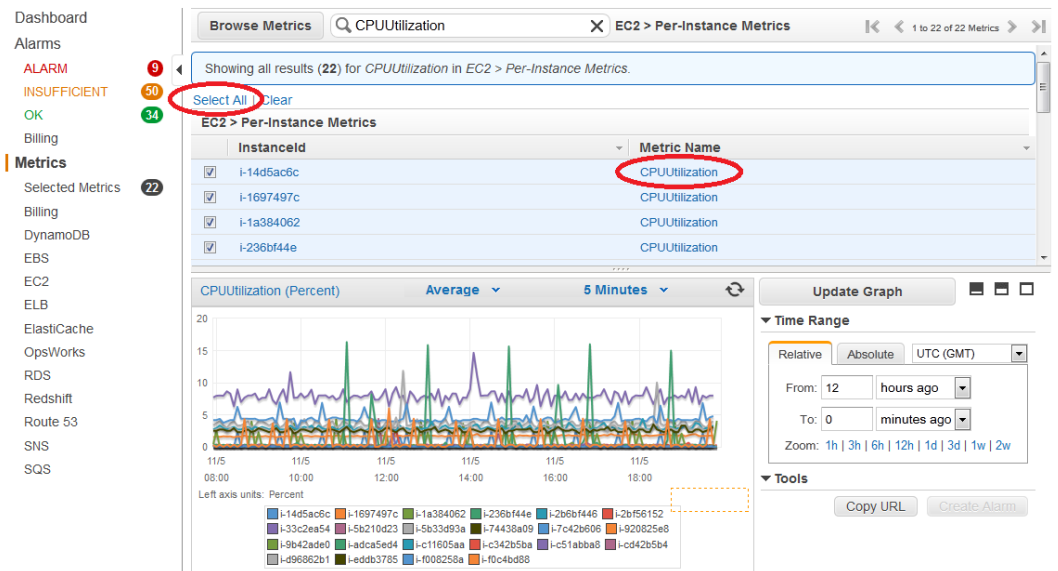 Dashboard
Alarms
ALARM 9
INSUFFICIENT 50
OK 34
Billing
Metrics
Selected Metrics 22
Billing
DynamoDB
EBS
EC2
ELB
ElastiCache
OpsWorks
RDS
Redshift
Route 53
SNS
SQS
Browse Metrics CPUUtilization X EC2 > Per-Instance Metrics 1 to 22 of 22 Metrics
Showing all results (22) for CPUUtilization in EC2 > Per-Instance Metrics.
Select All | Clear
EC2 > Per-Instance Metrics
InstanceId Metric Name
i-14d5ac6c CPUUtilization
i-1697497c CPUUtilization
i-1a384062 CPUUtilization
i-236bf44e CPUUtilization
CPUUtilization (Percent) Average 5 Minutes
20
15
10
5
0
11/5 11/5 11/5 11/5 11/5 11/5
08:00 10:00 12:00 14:00 16:00 18:00
Left axis units: Percent
i-14d5ac6c i-1697497c i-1a384062 i-236bf44e i-2b6bf446 i-2bf56152
i-33c2ea54 i-5b210d23 i-5b33d93a i-74438a09 i-7c42b606 i-920825e8
i-9b42ade0 i-adca5ed4 i-c11605aa i-c342b5ba i-c51abba8 i-cd42b5b4
i-d96862b1 i-eddb3785 i-f008258a i-f0c4bd88
Update Graph
Time Range
Relative Absolute UTC (GMT)
From: 12 hours ago
To: 0 minutes ago
Zoom: 1h | 3h | 6h | 12h | 1d | 3d | 1w | 2w
Tools
Copy URL Create Alarm